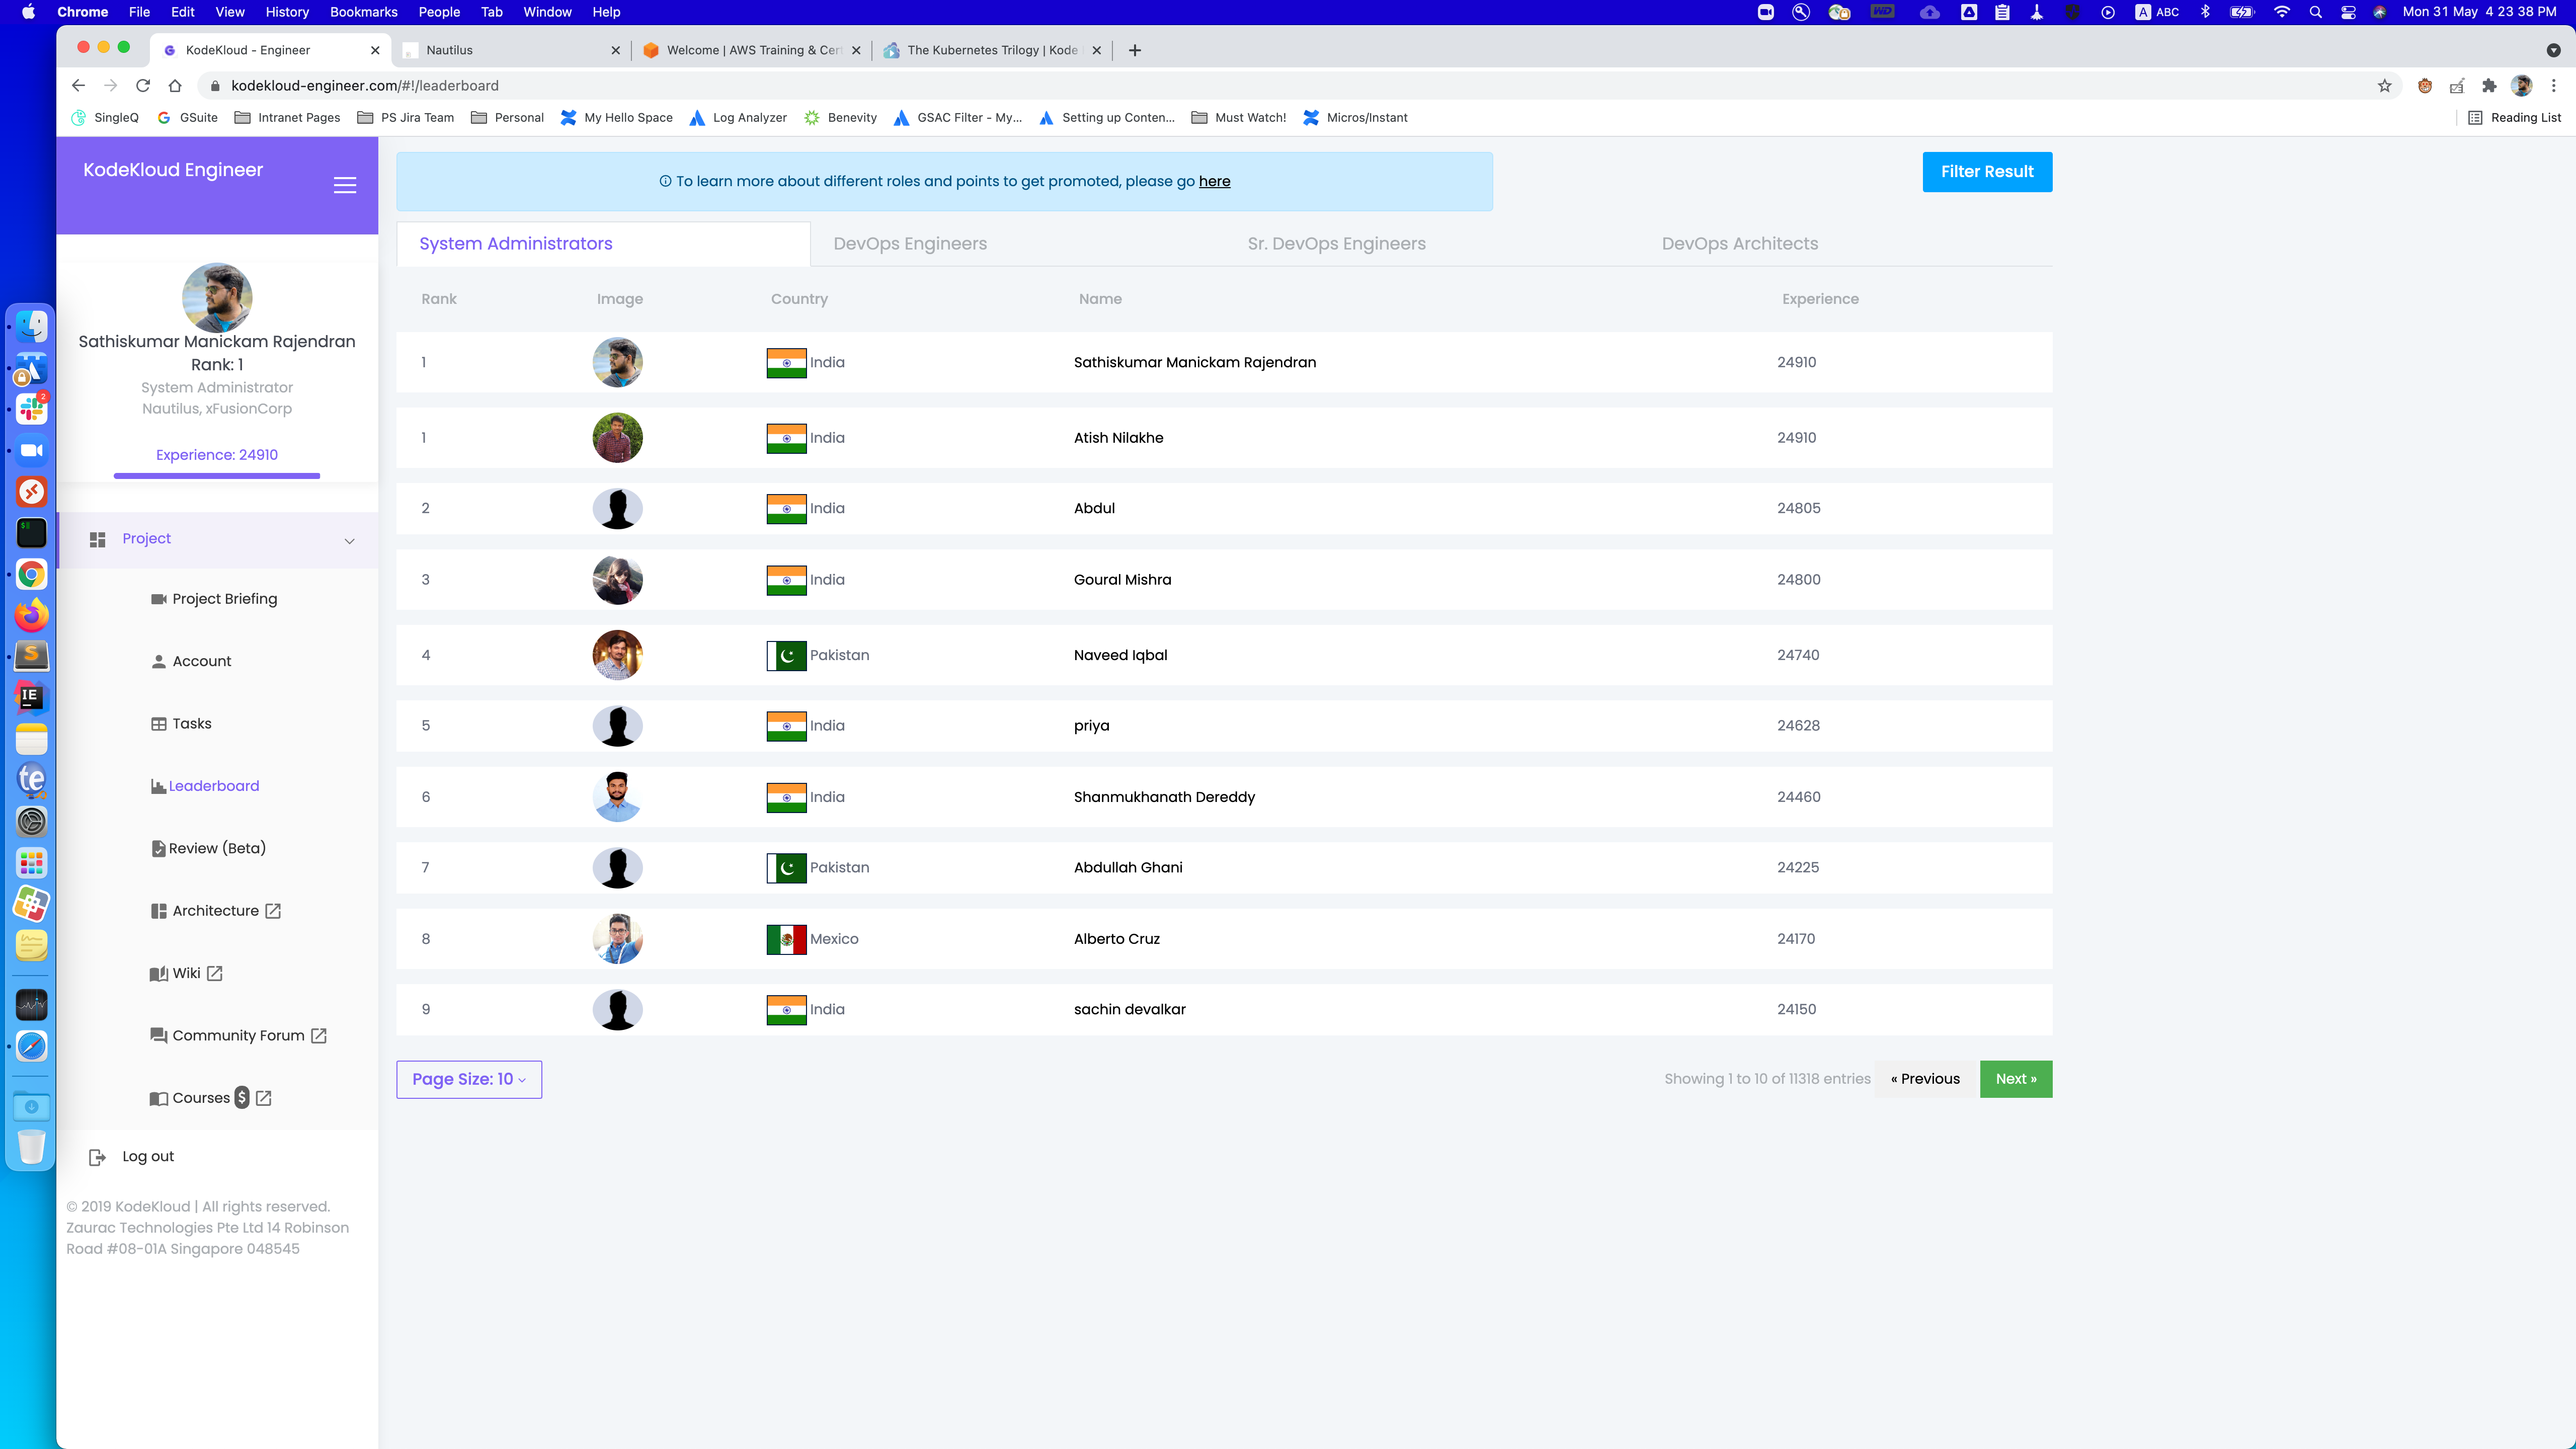 Chrome File Edit View History Bookmarks People Tab Window Help
ABC Mon 31 May 4 23 38 PM
KodeKloud - Engineer
Nautilus
Welcome | AWS Training & Cert
The Kubernetes Trilogy | Kode
kodekloud-engineer.com/#!/leaderboard
SingleQ GSuite Intranet Pages PS Jira Team Personal My Hello Space Log Analyzer Benevity GSAC Filter - My... Setting up Conten... Must Watch! Micros/Instant Reading List
KodeKloud Engineer
Sathiskumar Manickam Rajendran
Rank: 1
System Administrator
Nautilus, xFusionCorp
Experience: 24910
Project
Project Briefing
Account
Tasks
Leaderboard
Review (Beta)
Architecture
Wiki
Community Forum
Courses $
Log out
© 2019 KodeKloud | All rights reserved.
Zaurac Technologies Pte Ltd 14 Robinson
Road #08-01A Singapore 048545
To learn more about different roles and points to get promoted, please go here
Filter Result
System Administrators DevOps Engineers Sr. DevOps Engineers DevOps Architects
Rank Image Country Name Experience
1 India Sathiskumar Manickam Rajendran 24910
1 India Atish Nilakhe 24910
2 India Abdul 24805
3 India Goural Mishra 24800
4 Pakistan Naveed Iqbal 24740
5 India priya 24628
6 India Shanmukhanath Dereddy 24460
7 Pakistan Abdullah Ghani 24225
8 Mexico Alberto Cruz 24170
9 India sachin devalkar 24150
Page Size: 10
Showing 1 to 10 of 11318 entries « Previous Next »